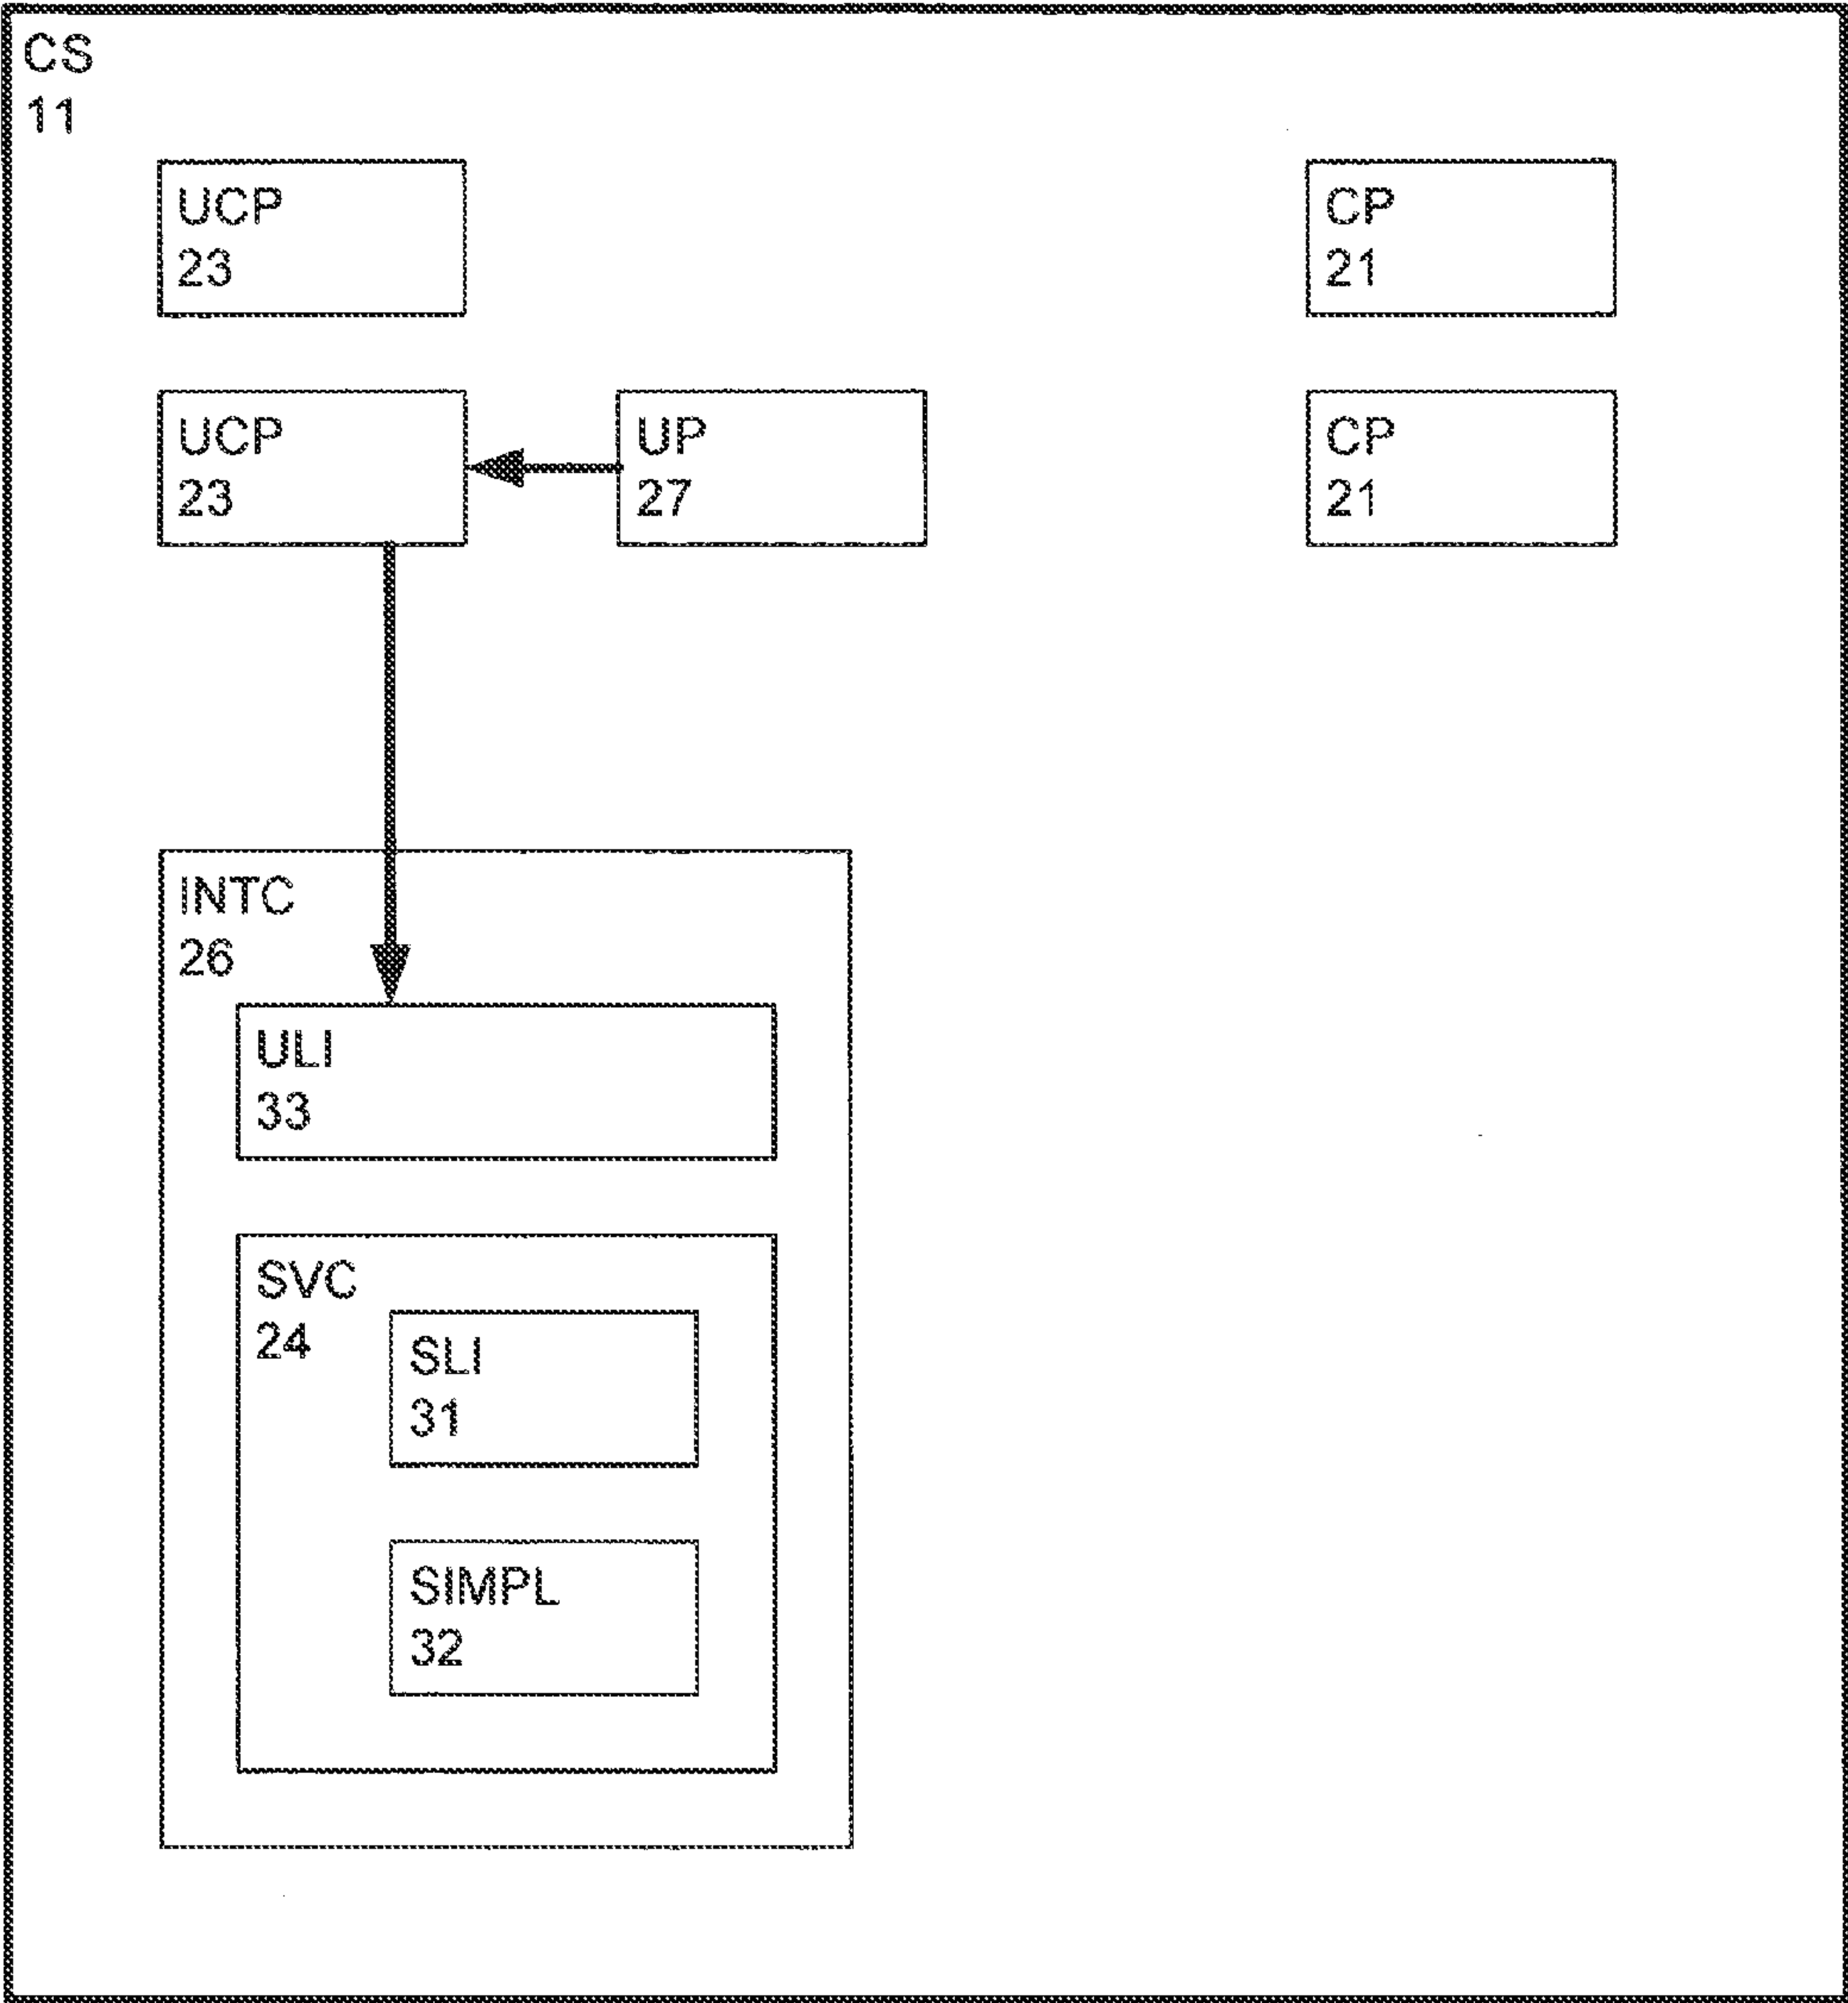 CS
11
UCP
23
CP
21
UCP
23
UP
27
CP
21
INTC
26
ULI
33
SVC
24
SLI
31
SIMPL
32